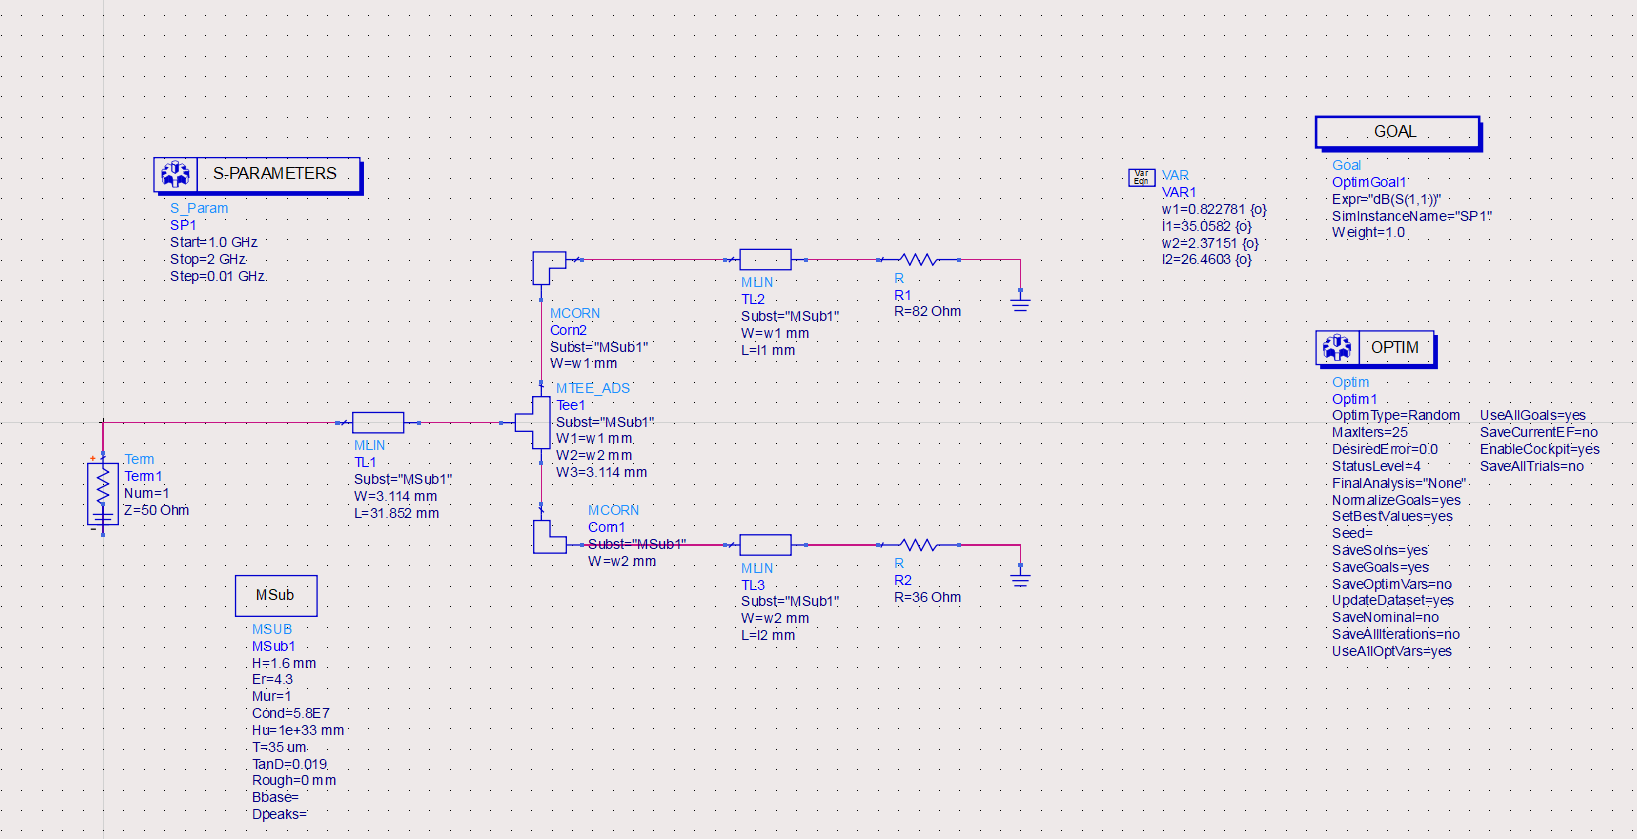 S-PARAMETERS
S_Param
SP1
Start=1.0 GHz
Stop=2 GHz
Step=0.01 GHz
Term
Term1
Num=1
Z=50 Ohm
MLIN
TL1
Subst="MSub1"
W=3.114 mm
L=31.852 mm
MSub
MSUB
MSub1
H=1.6 mm
Er=4.3
Mur=1
Cond=5.8E7
Hu=1e+33 mm
T=35 um
TanD=0.019
Rough=0 mm
Bbase=
Dpeaks=
MCORN
Corn2
Subst="MSub1"
W=w1 mm
MTEE_ADS
Tee1
Subst="MSub1"
W1=w1 mm
W2=w2 mm
W3=3.114 mm
MCORN
Corn1
Subst="MSub1"
W=w2 mm
MLIN
TL2
Subst="MSub1"
W=w1 mm
L=l1 mm
R
R1
R=82 Ohm
MLIN
TL3
Subst="MSub1"
W=w2 mm
L=l2 mm
R
R2
R=36 Ohm
Var
Eqn
VAR
VAR1
w1=0.822781 {o}
l1=35.0582 {o}
w2=2.37151 {o}
l2=26.4603 {o}
GOAL
Goal
OptimGoal1
Expr="dB(S(1,1))"
SimInstanceName="SP1"
Weight=1.0
OPTIM
Optim
Optim1
OptimType=Random
MaxIters=25
DesiredError=0.0
StatusLevel=4
FinalAnalysis="None"
NormalizeGoals=yes
SetBestValues=yes
Seed=
SaveSolns=yes
SaveGoals=yes
SaveOptimVars=no
UpdateDataset=yes
SaveNominal=no
SaveAllIterations=no
UseAllOptVars=yes
UseAllGoals=yes
SaveCurrentEF=no
EnableCockpit=yes
SaveAllTrials=no